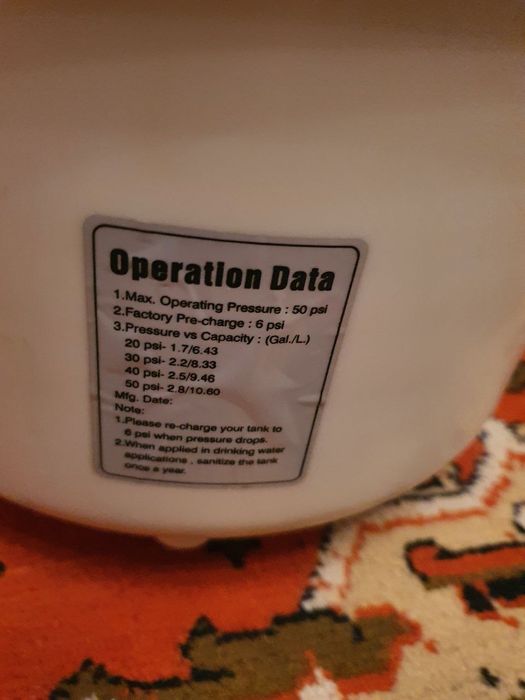 Operation Data
1.Max. Operating Pressure : 50 psi
2.Factory Pre-charge : 6 psi
3.Pressure vs Capacity : (Gal./L.)
20 psi- 1.7/6.43
30 psi- 2.2/8.33
40 psi- 2.5/9.46
50 psi- 2.8/10.60
Mfg. Date:
Note:
1.Please re-charge your tank to
6 psi when pressure drops.
2.When applied in drinking water
applications , sanitize the tank
once a year.